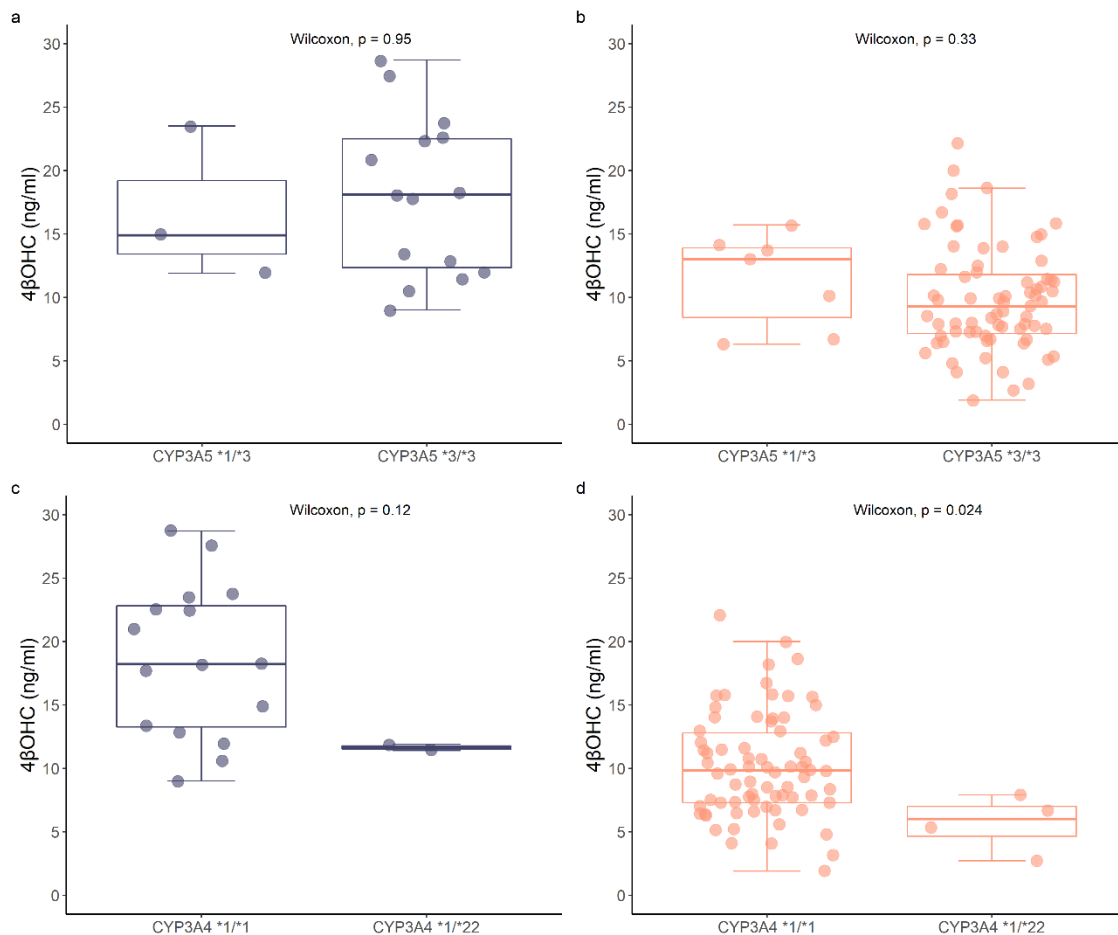 a
Wilcoxon, p = 0.95
30
25
20
15
10
5
0
4βOHC (ng/ml)
CYP3A5 *1/*3
CYP3A5 *3/*3
b
Wilcoxon, p = 0.33
30
25
20
15
10
5
0
4βOHC (ng/ml)
CYP3A5 *1/*3
CYP3A5 *3/*3
c
Wilcoxon, p = 0.12
30
25
20
15
10
5
0
4βOHC (ng/ml)
CYP3A4 *1/*1
CYP3A4 *1/*22
d
Wilcoxon, p = 0.024
30
25
20
15
10
5
0
4βOHC (ng/ml)
CYP3A4 *1/*1
CYP3A4 *1/*22